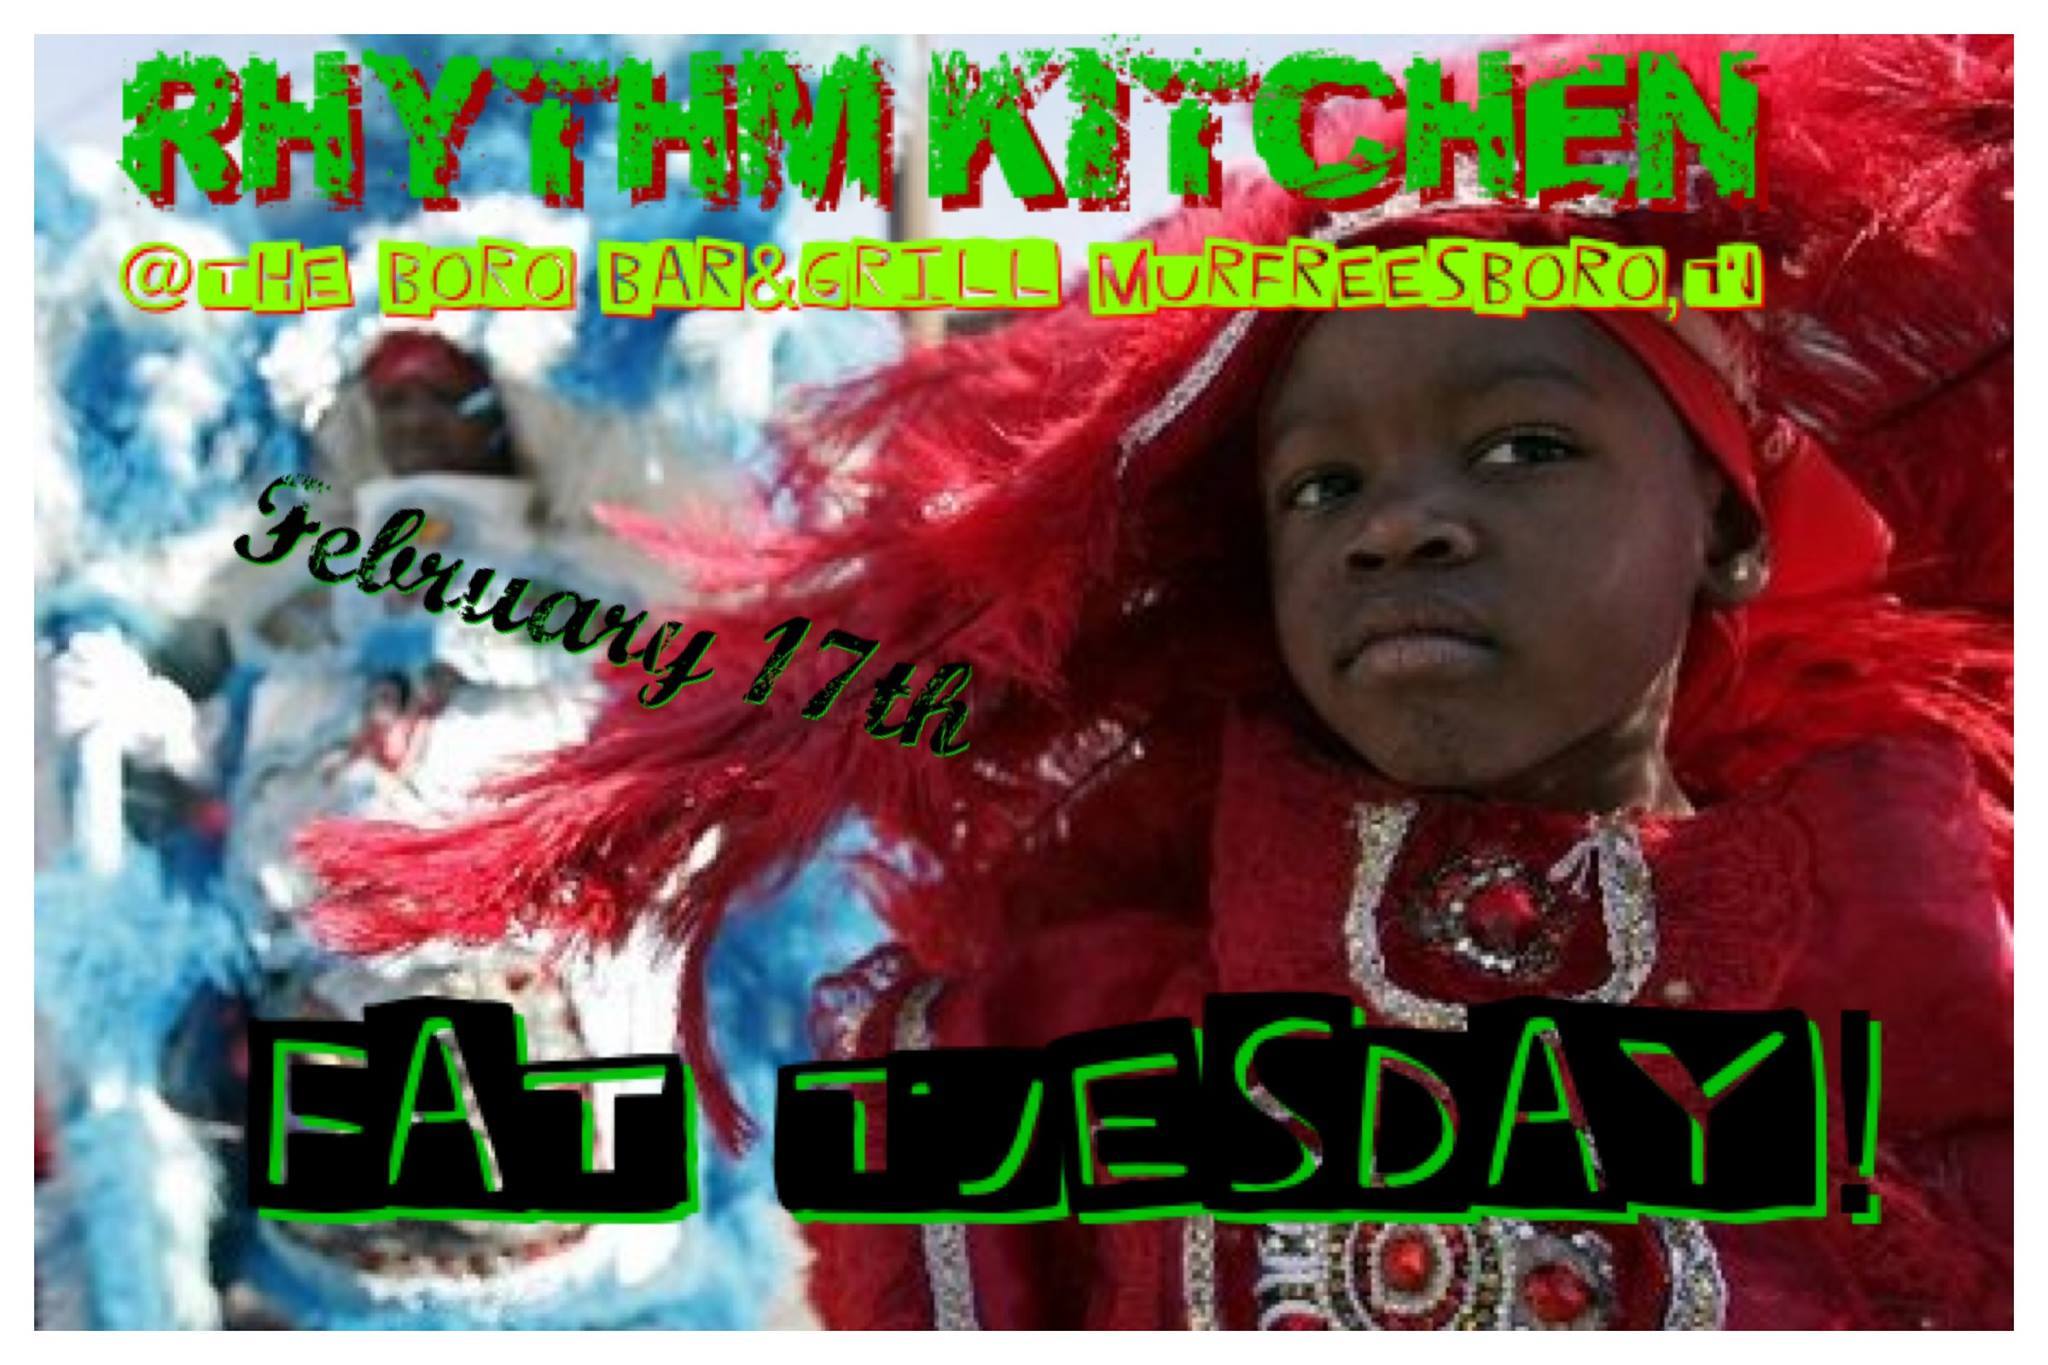 RHYTHM KITCHEN
@THE BORO BAR&GRILL MURFREESBORO,TN
February 17th
FAT TUESDAY!